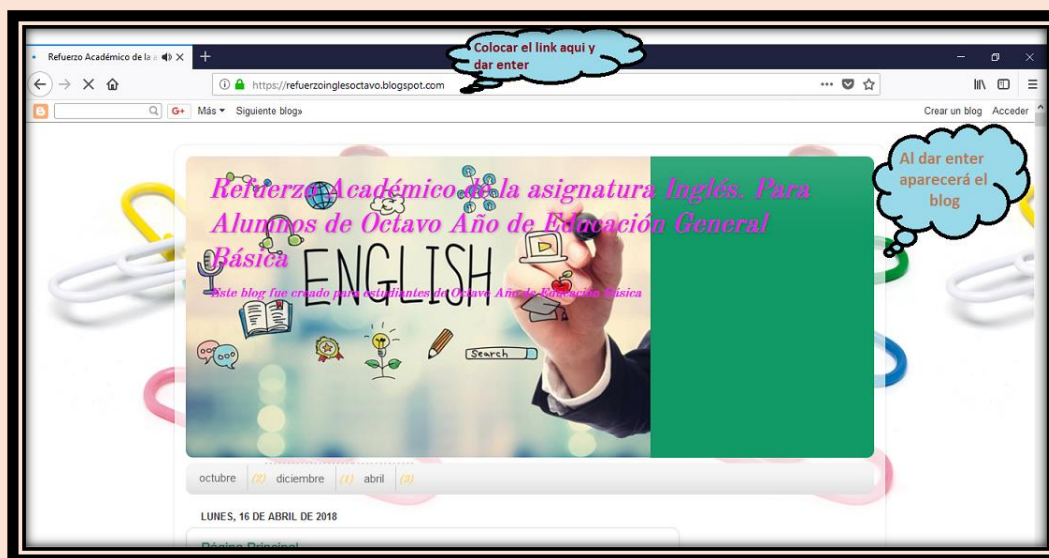 Colocar el link aqui y
dar enter
Refuerzo Académico de la a
https://refuerzoinglesoctavo.blogspot.com
G+ Más Siguiente blog»
Crear un blog Acceder
Al dar enter
aparecerá el
blog
Refuerzo Académico de la asignatura Inglés. Para
Alumnos de Octavo Año de Educación General
Básica
Este blog fue creado para estudiantes de Octavo Año de Educación Básica
ENGLISH
Search
octubre (2) diciembre (1) abril (3)
LUNES, 16 DE ABRIL DE 2018
Página Principal